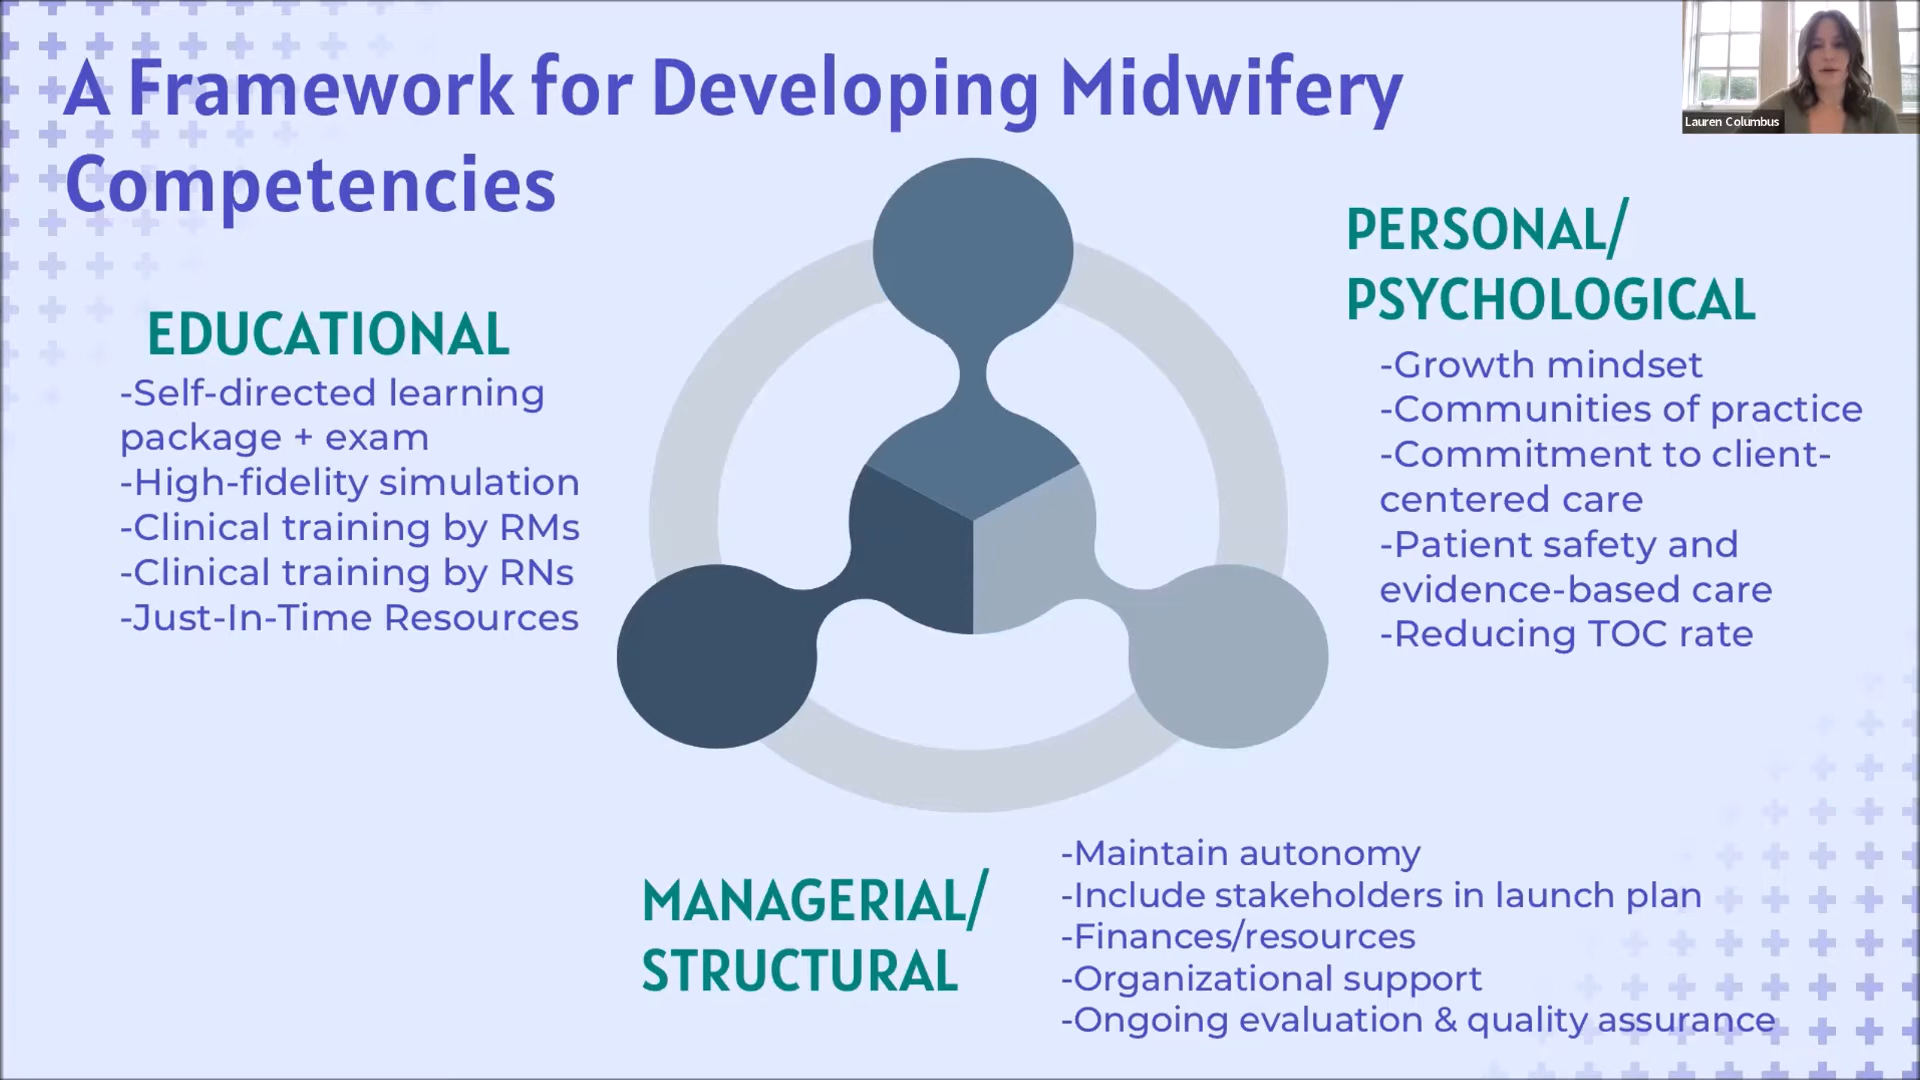 A Framework for Developing Midwifery
Competencies
Lauren Columbus
EDUCATIONAL
-Self-directed learning
package + exam
-High-fidelity simulation
-Clinical training by RMs
-Clinical training by RNs
-Just-In-Time Resources
PERSONAL/
PSYCHOLOGICAL
-Growth mindset
-Communities of practice
-Commitment to client-
centered care
-Patient safety and
evidence-based care
-Reducing TOC rate
MANAGERIAL/
STRUCTURAL
-Maintain autonomy
-Include stakeholders in launch plan
-Finances/resources
-Organizational support
-Ongoing evaluation & quality assurance